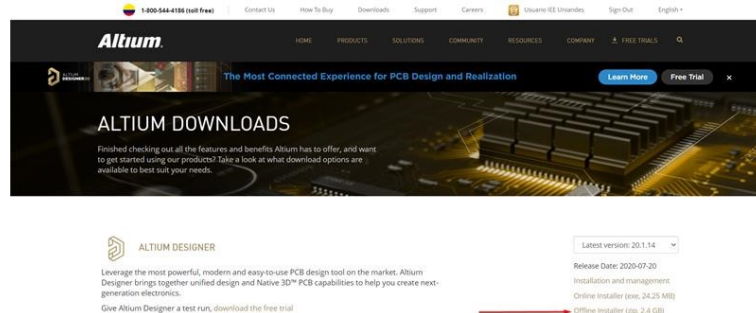 1-800-544-4186 (toll free) Contact Us How To Buy Downloads Support Careers Usuario IEE Uniandes Sign Out English
Altium.
HOME PRODUCTS SOLUTIONS COMMUNITY RESOURCES COMPANY FREE TRIALS
ALTIUM DESIGNER The Most Connected Experience for PCB Design and Realization Learn More Free Trial ×
ALTIUM DOWNLOADS
Finished checking out all the features and benefits Altium has to offer, and want
to get started using our products? Take a look at what download options are
available to best suit your needs.
ALTIUM DESIGNER
Leverage the most powerful, modern and easy-to-use PCB design tool on the market. Altium
Designer brings together unified design and Native 3D™ PCB capabilities to help you create next-
generation electronics.
Give Altium Designer a test run, download the free trial
Latest version: 20.1.14
Release Date: 2020-07-20
Installation and management
Online Installer (exe, 24.25 MB)
Offline Installer (zip, 2.4 GB)